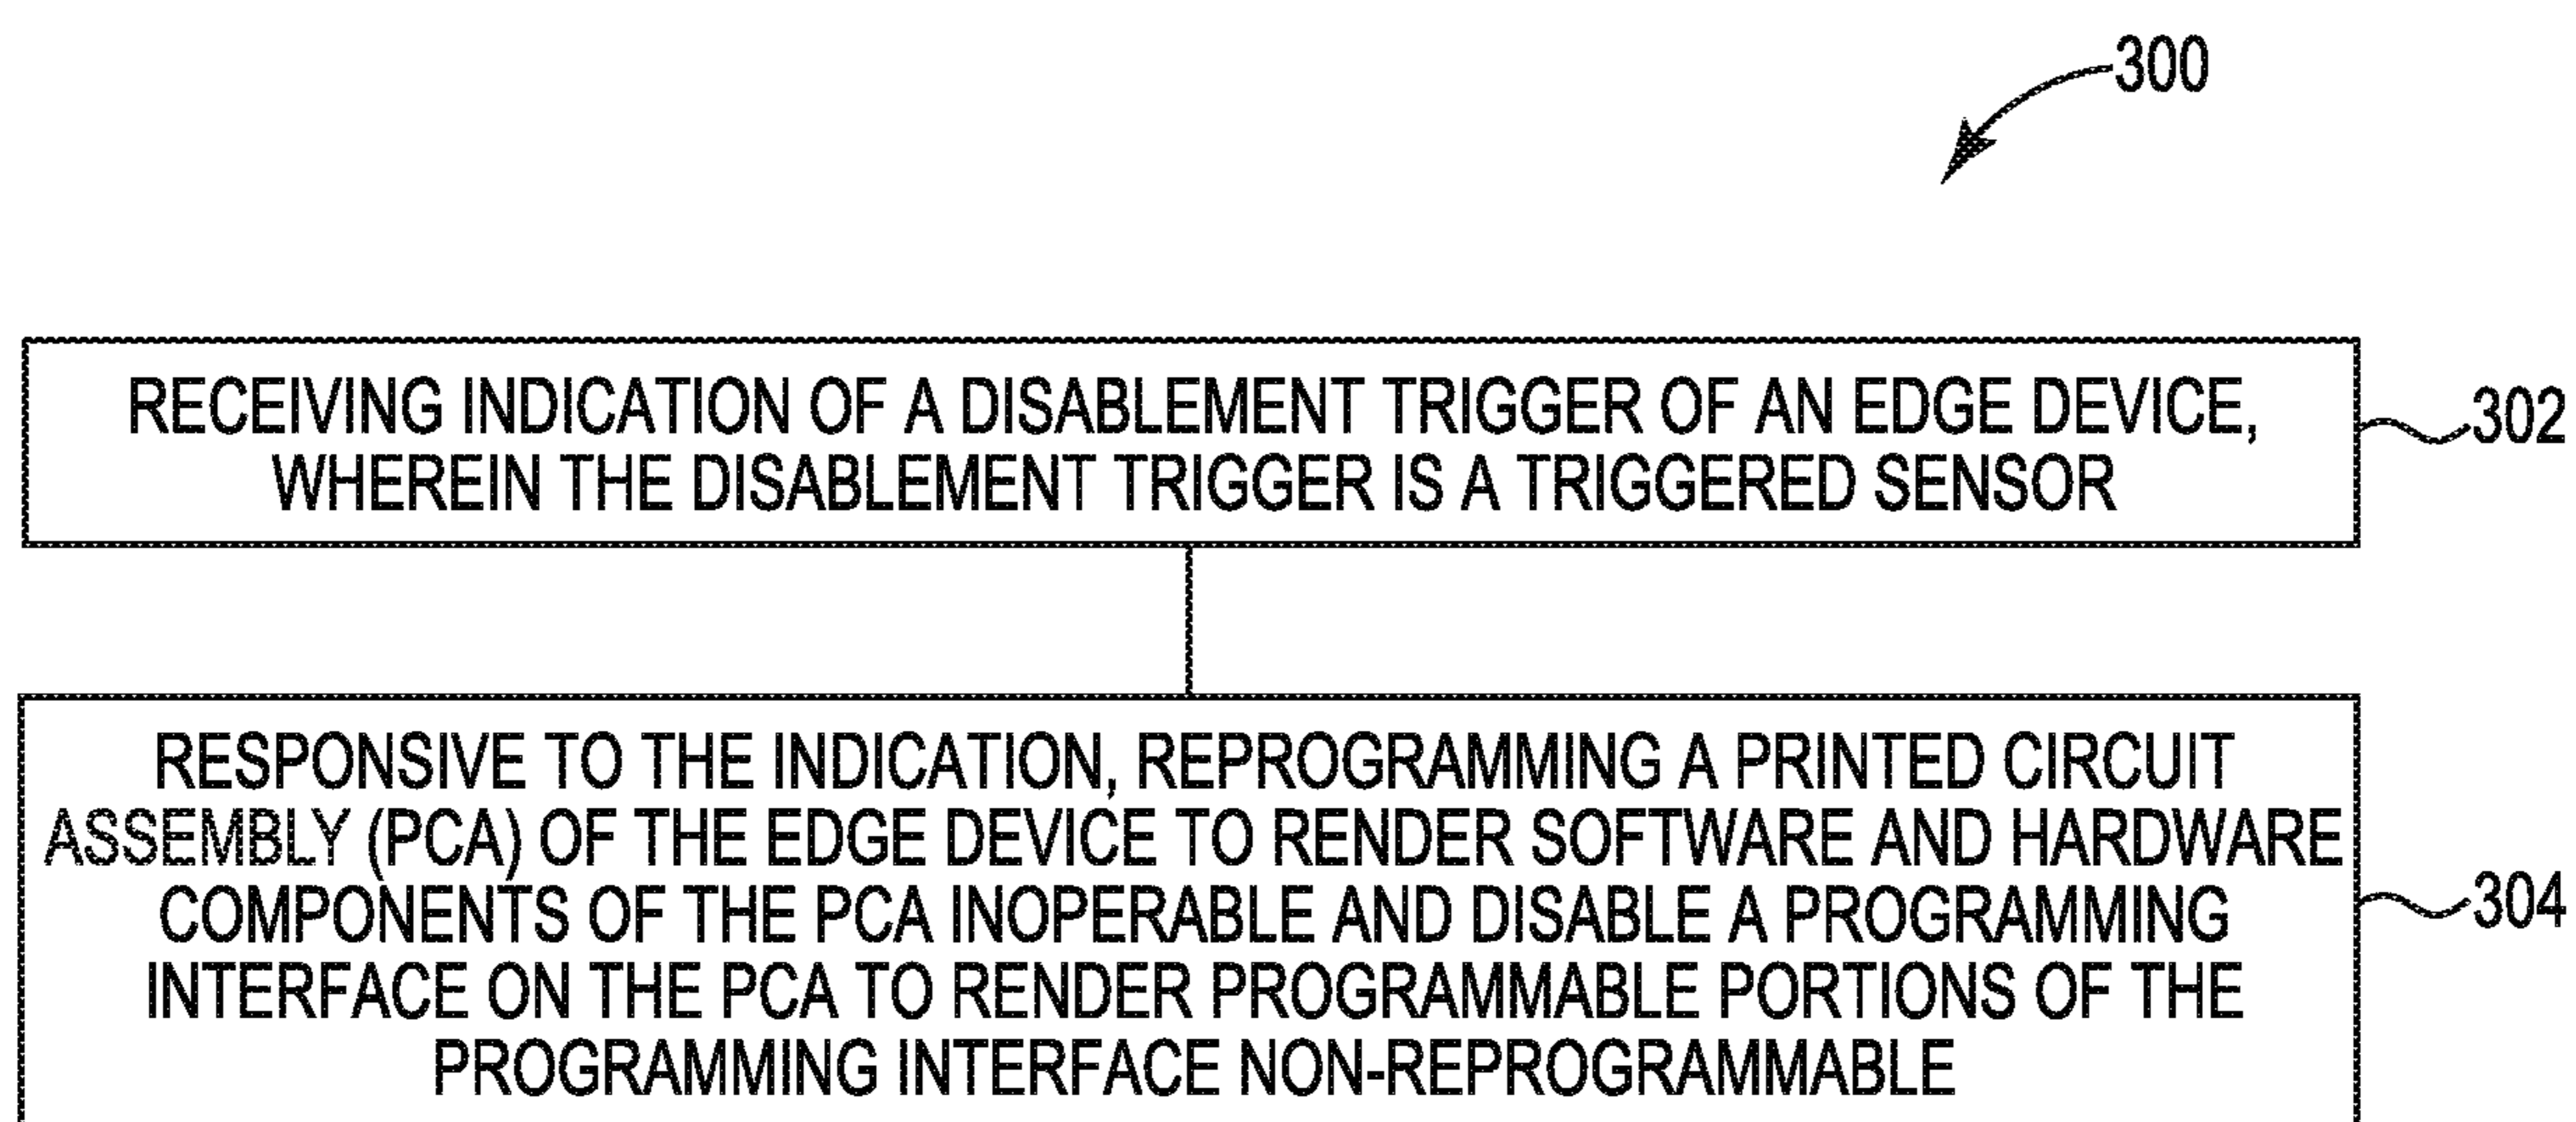 300
RECEIVING INDICATION OF A DISABLEMENT TRIGGER OF AN EDGE DEVICE,
WHEREIN THE DISABLEMENT TRIGGER IS A TRIGGERED SENSOR
302
RESPONSIVE TO THE INDICATION, REPROGRAMMING A PRINTED CIRCUIT
ASSEMBLY (PCA) OF THE EDGE DEVICE TO RENDER SOFTWARE AND HARDWARE
COMPONENTS OF THE PCA INOPERABLE AND DISABLE A PROGRAMMING
INTERFACE ON THE PCA TO RENDER PROGRAMMABLE PORTIONS OF THE
PROGRAMMING INTERFACE NON-REPROGRAMMABLE
304